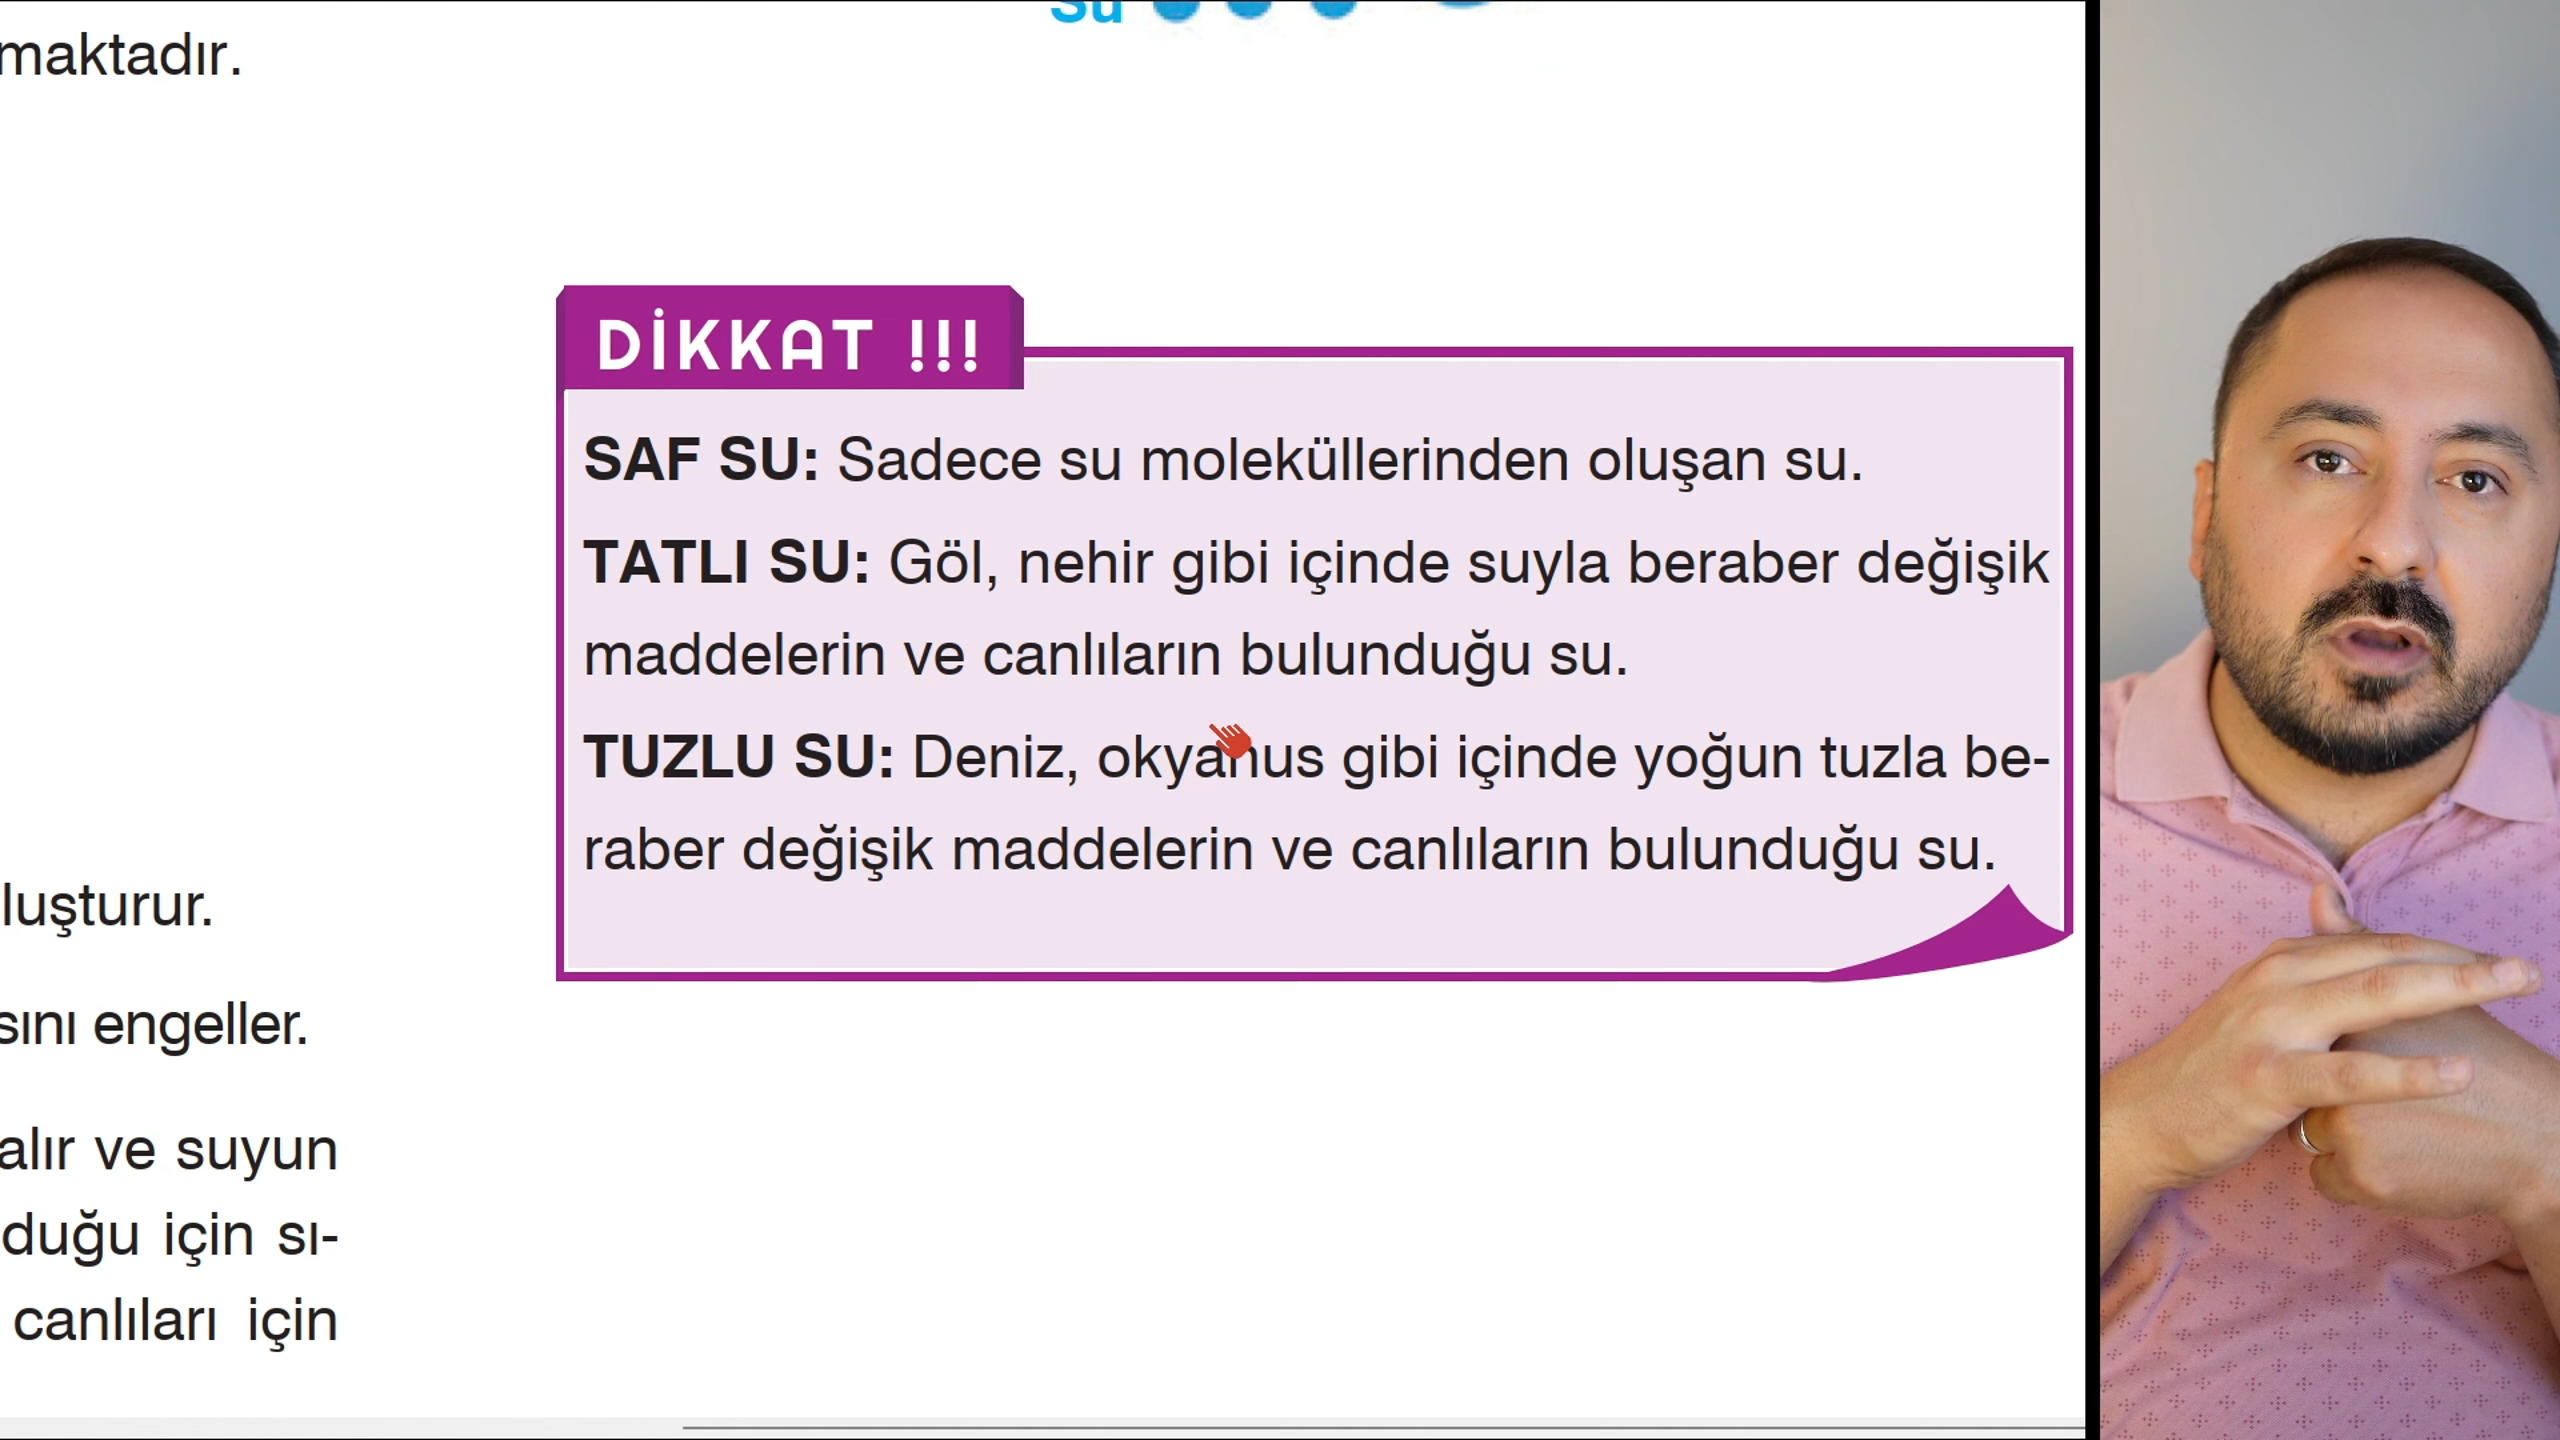 Su
maktadır.
DİKKAT !!!
SAF SU: Sadece su moleküllerinden oluşan su.
TATLI SU: Göl, nehir gibi içinde suyla beraber değişik
maddelerin ve canlıların bulunduğu su.
TUZLU SU: Deniz, okyanus gibi içinde yoğun tuzla be-
raber değişik maddelerin ve canlıların bulunduğu su.
luşturur.
sını engeller.
alır ve suyun
duğu için sı-
canlıları için